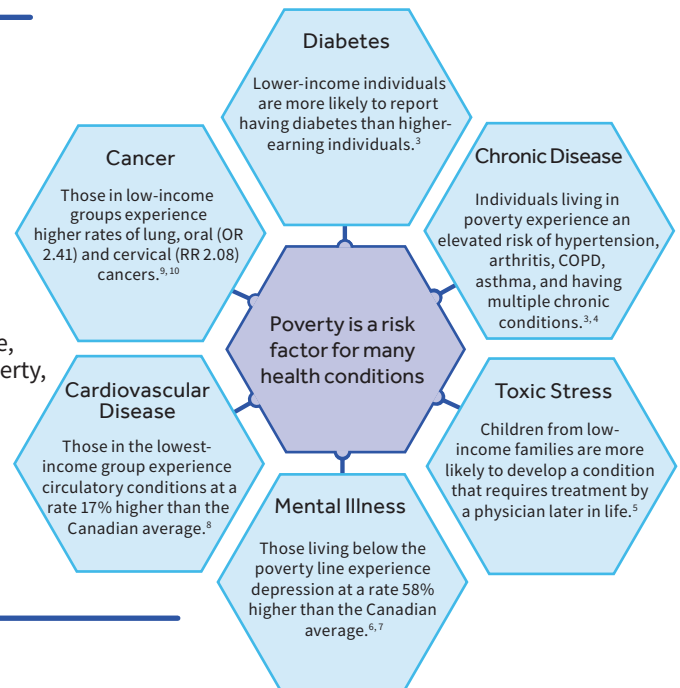 Diabetes
Lower-income individuals
are more likely to report
having diabetes than higher-
earning individuals.³
Cancer
Those in low-income
groups experience
higher rates of lung, oral (OR
2.41) and cervical (RR 2.08)
cancers.⁹,¹⁰
Chronic Disease
Individuals living in
poverty experience an
elevated risk of hypertension,
arthritis, COPD,
asthma, and having
multiple chronic
conditions.³,⁴
Poverty is a risk
factor for many
health conditions
e,
erty,
Cardiovascular
Disease
Those in the lowest-
income group experience
circulatory conditions at a
rate 17% higher than the
Canadian average.⁸
Toxic Stress
Children from low-
income families are more
likely to develop a condition
that requires treatment by
a physician later in life.⁵
Mental Illness
Those living below the
poverty line experience
depression at a rate 58%
higher than the Canadian
average.⁶,⁷